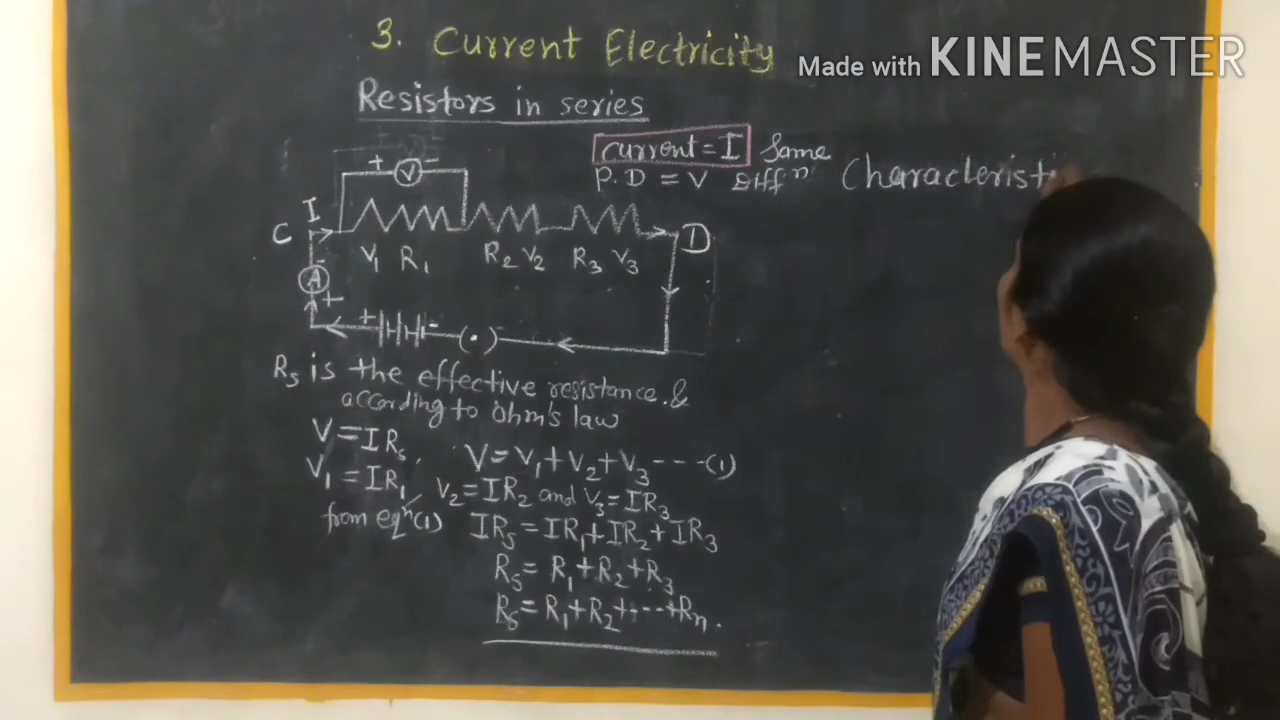 3. Current Electricity
Made with KINEMASTER
Resistors in series
current = I Same
P.D = V Diffⁿ
Characterist
+ V -
I
C
D
V₁ R₁ R₂ V₂ R₃ V₃
-
A
+
+ - (.)
Rs is the effective resistance &
according to ohm's law
V = IRs, V = V₁ + V₂ + V₃ --- (1)
V₁ = IR₁, V₂ = IR₂ and V₃ = IR₃
from eqⁿ (1) IRs = IR₁ + IR₂ + IR₃
Rs = R₁ + R₂ + R₃
Rs = R₁ + R₂ + --- + Rn.